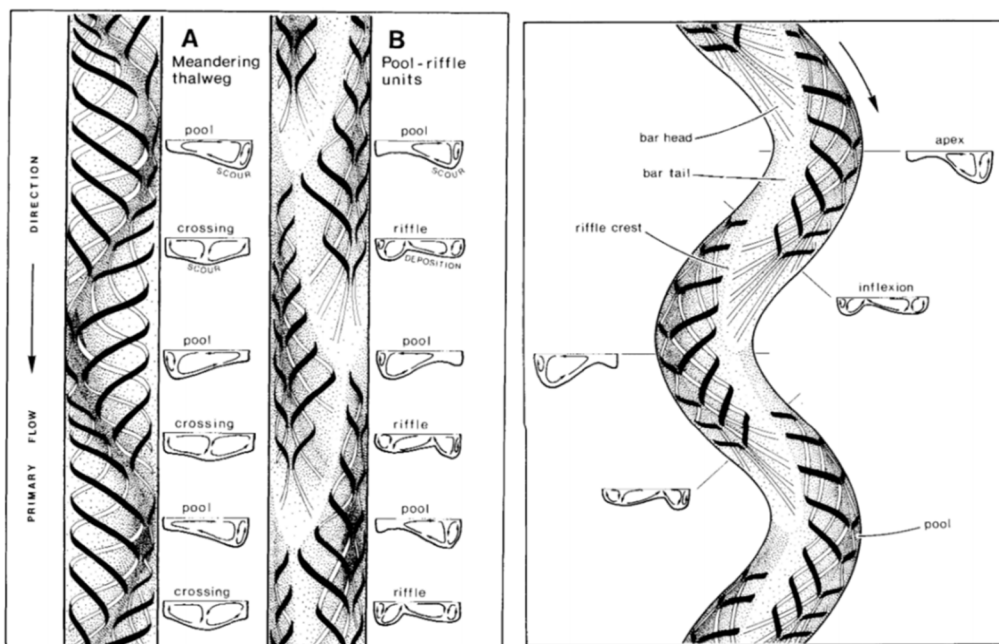 A
Meandering
thalweg
pool
SCOUR
crossing
SCOUR
pool
crossing
pool
crossing
B
Pool-riffle
units
pool
SCOUR
riffle
DEPOSITION
pool
riffle
pool
riffle
PRIMARY FLOW DIRECTION
bar head
bar tail
riffle crest
apex
inflexion
pool